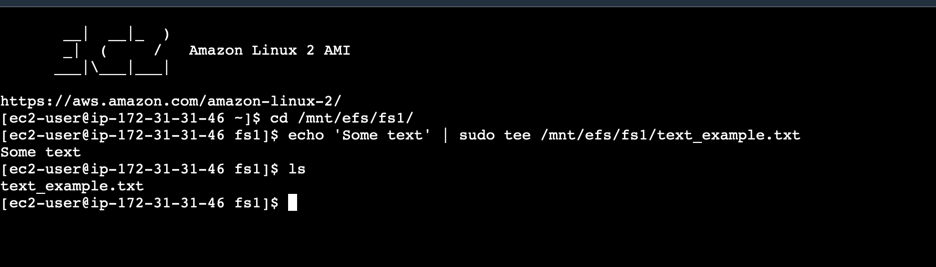 __|  __|_  )
       _|  (     /   Amazon Linux 2 AMI
      ___|\___|___|
https://aws.amazon.com/amazon-linux-2/
[ec2-user@ip-172-31-31-46 ~]$ cd /mnt/efs/fs1/
[ec2-user@ip-172-31-31-46 fs1]$ echo 'Some text' | sudo tee /mnt/efs/fs1/text_example.txt
Some text
[ec2-user@ip-172-31-31-46 fs1]$ ls
text_example.txt
[ec2-user@ip-172-31-31-46 fs1]$